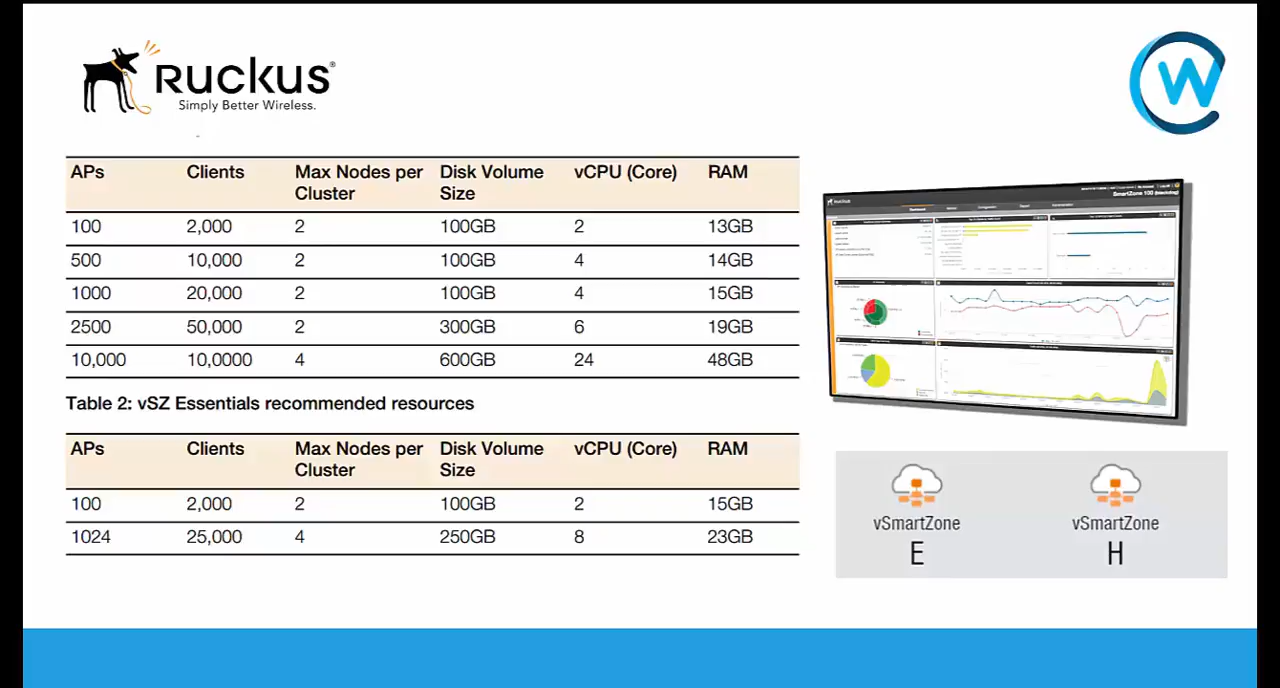 RUCKUS®
Simply Better Wireless.
W
APs Clients Max Nodes per Cluster Disk Volume Size vCPU (Core) RAM
100 2,000 2 100GB 2 13GB
500 10,000 2 100GB 4 14GB
1000 20,000 2 100GB 4 15GB
2500 50,000 2 300GB 6 19GB
10,000 10,0000 4 600GB 24 48GB
Table 2: vSZ Essentials recommended resources
APs Clients Max Nodes per Cluster Disk Volume Size vCPU (Core) RAM
100 2,000 2 100GB 2 15GB
1024 25,000 4 250GB 8 23GB
RUCKUS
SmartZone 100
vSmartZone
E
vSmartZone
H